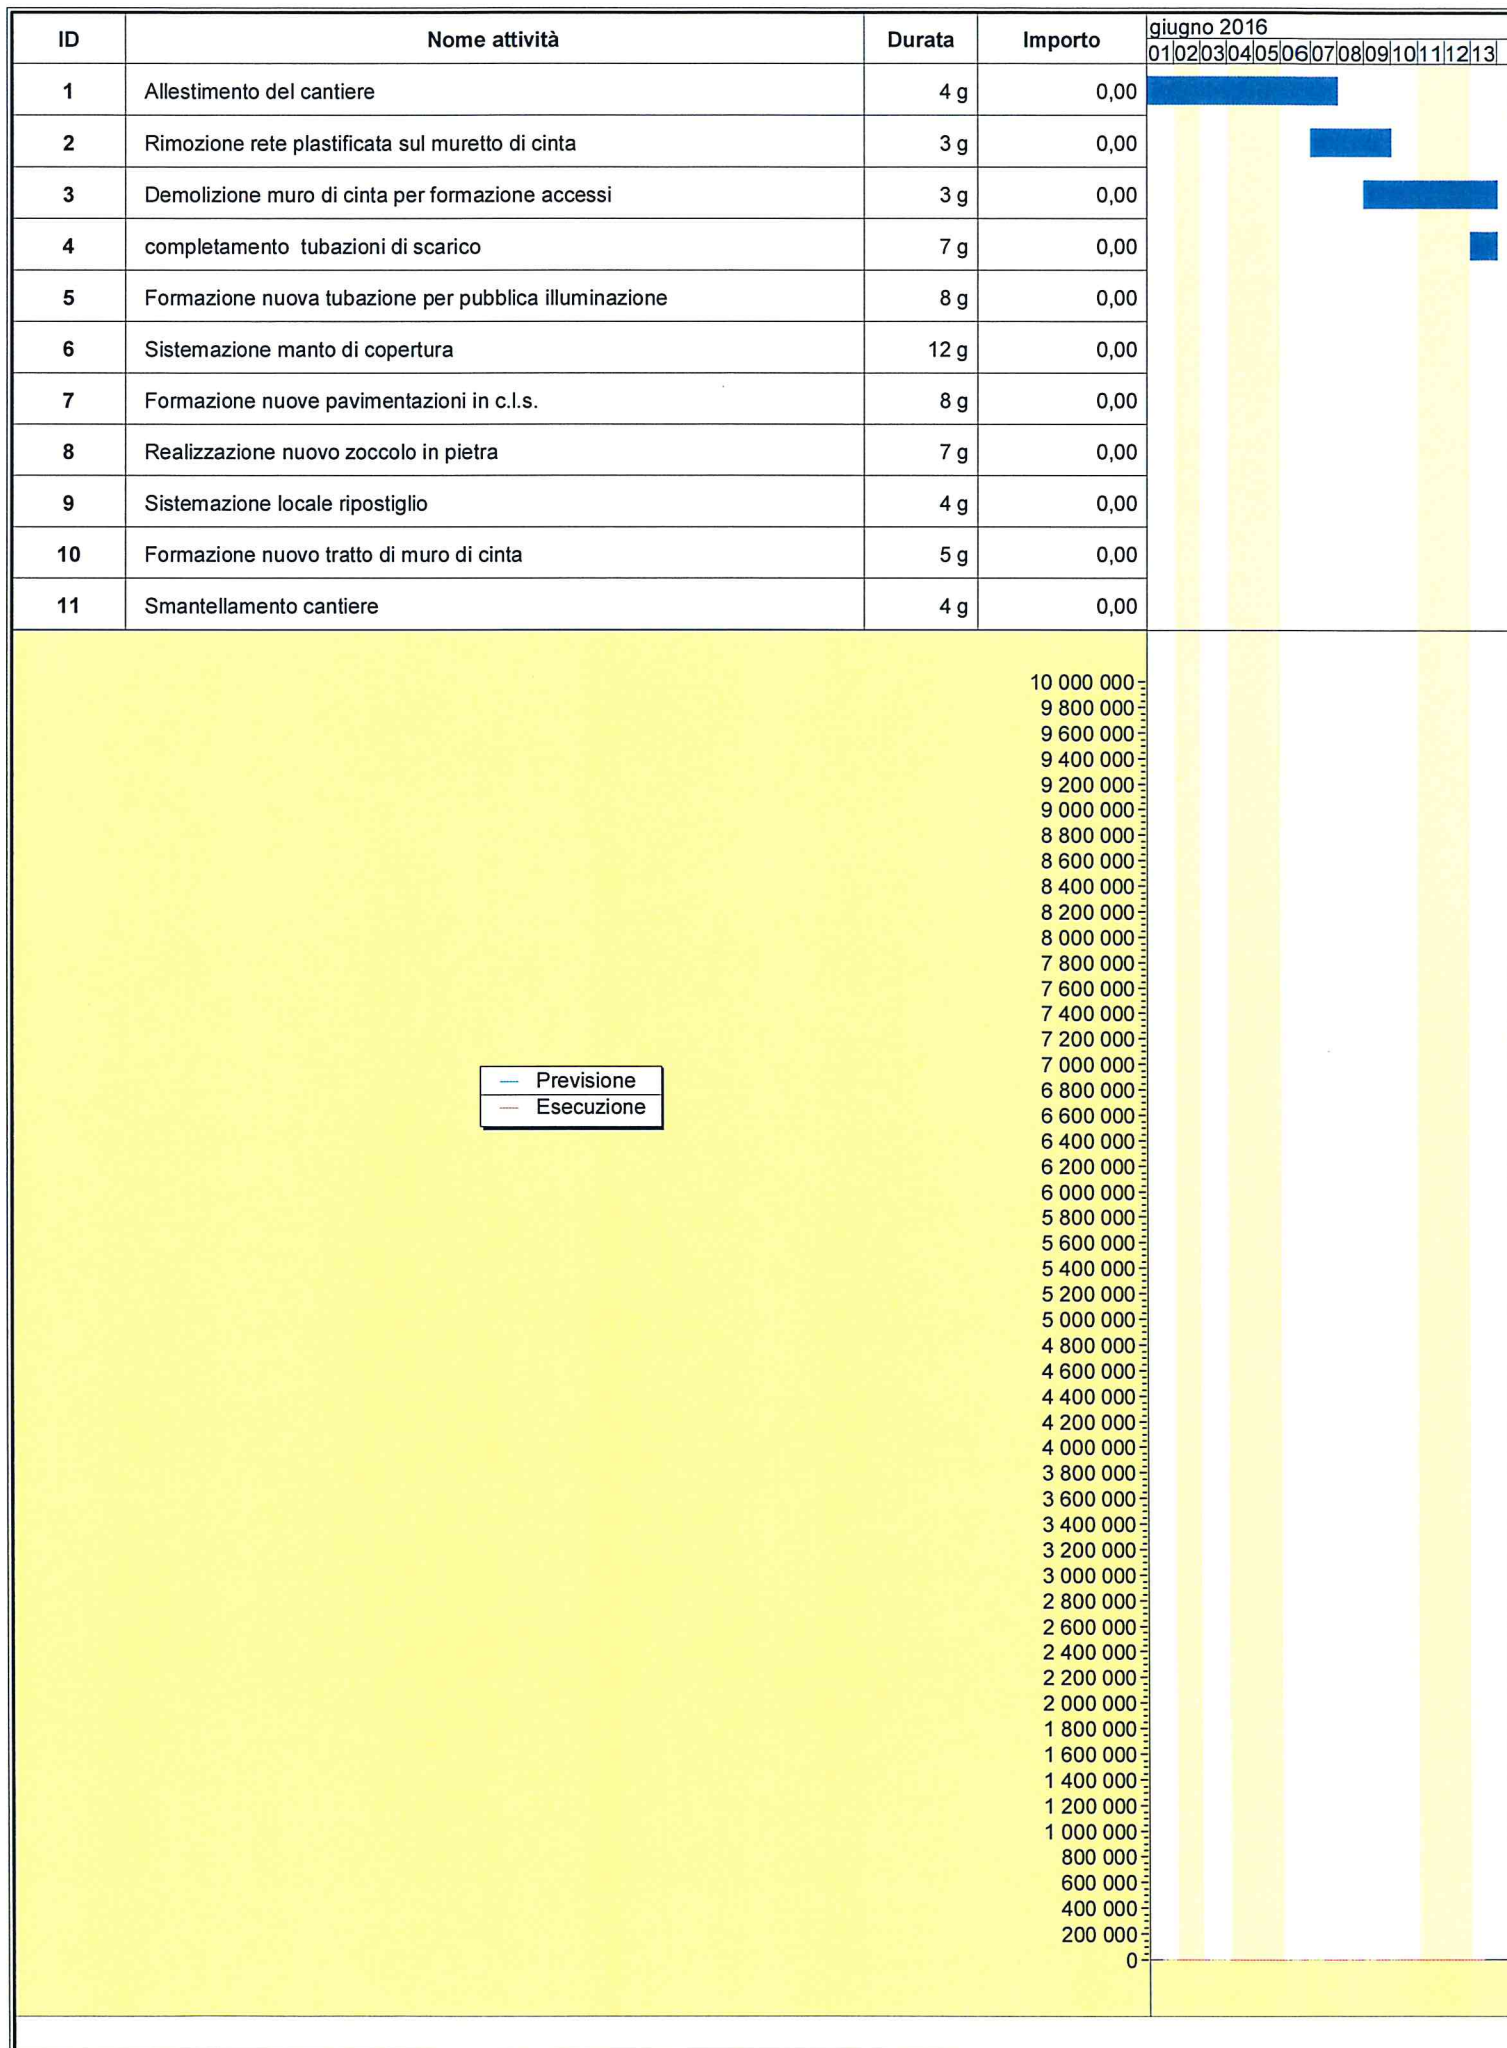 ID Nome attività Durata Importo giugno 2016
01 02 03 04 05 06 07 08 09 10 11 12 13
1 Allestimento del cantiere 4 g 0,00
2 Rimozione rete plastificata sul muretto di cinta 3 g 0,00
3 Demolizione muro di cinta per formazione accessi 3 g 0,00
4 completamento tubazioni di scarico 7 g 0,00
5 Formazione nuova tubazione per pubblica illuminazione 8 g 0,00
6 Sistemazione manto di copertura 12 g 0,00
7 Formazione nuove pavimentazioni in c.l.s. 8 g 0,00
8 Realizzazione nuovo zoccolo in pietra 7 g 0,00
9 Sistemazione locale ripostiglio 4 g 0,00
10 Formazione nuovo tratto di muro di cinta 5 g 0,00
11 Smantellamento cantiere 4 g 0,00
10 000 000
9 800 000
9 600 000
9 400 000
9 200 000
9 000 000
8 800 000
8 600 000
8 400 000
8 200 000
8 000 000
7 800 000
7 600 000
7 400 000
7 200 000
7 000 000
6 800 000
6 600 000
6 400 000
6 200 000
6 000 000
5 800 000
5 600 000
5 400 000
5 200 000
5 000 000
4 800 000
4 600 000
4 400 000
4 200 000
4 000 000
3 800 000
3 600 000
3 400 000
3 200 000
3 000 000
2 800 000
2 600 000
2 400 000
2 200 000
2 000 000
1 800 000
1 600 000
1 400 000
1 200 000
1 000 000
800 000
600 000
400 000
200 000
0
Previsione
Esecuzione